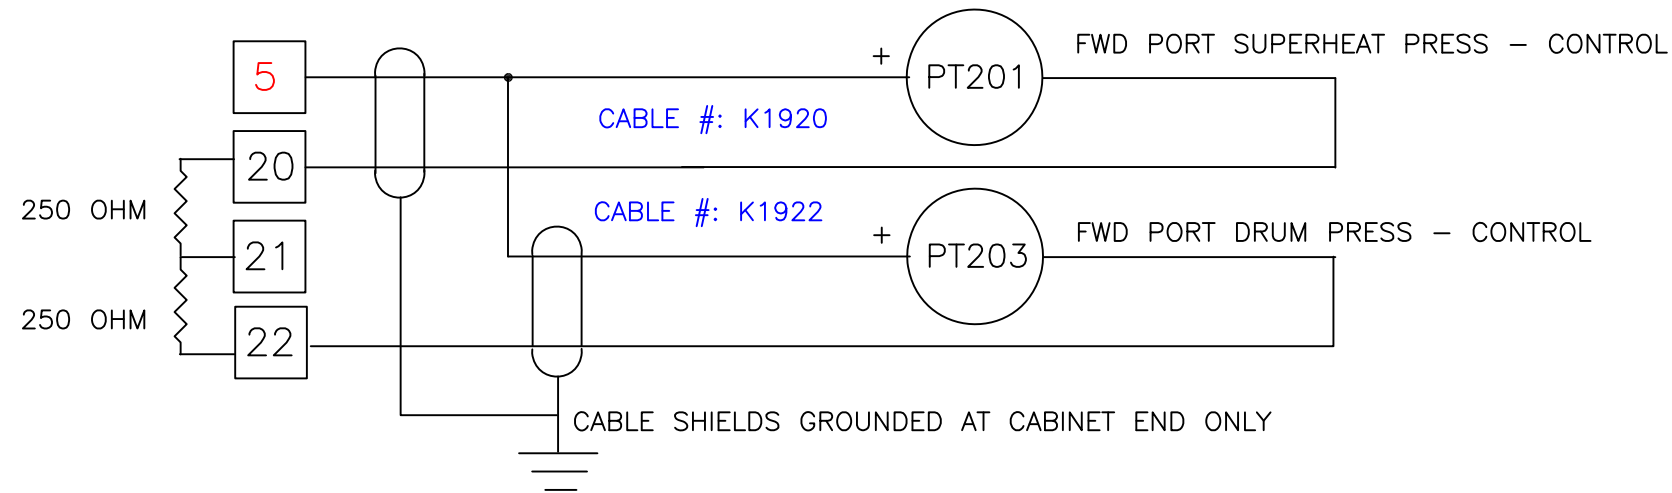 5
+
PT201
FWD PORT SUPERHEAT PRESS - CONTROL
CABLE #: K1920
20
250 OHM
CABLE #: K1922
21
+
PT203
FWD PORT DRUM PRESS - CONTROL
250 OHM
22
CABLE SHIELDS GROUNDED AT CABINET END ONLY